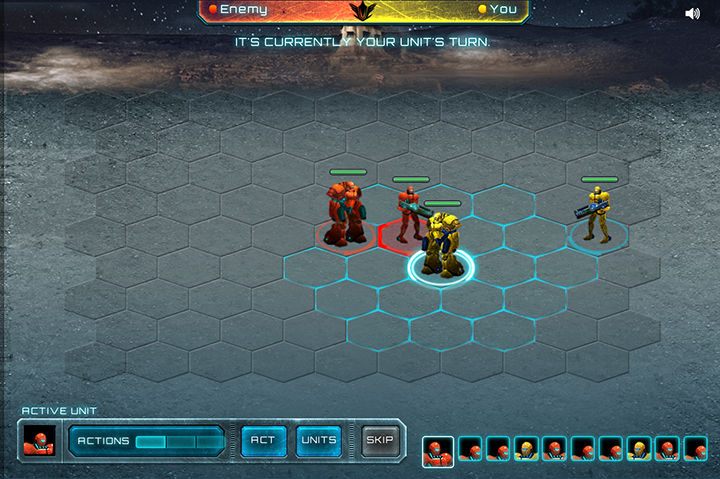 Enemy
You
IT'S CURRENTLY YOUR UNIT'S TURN.
ACTIVE UNIT
ACTIONS
ACT
UNITS
SKIP